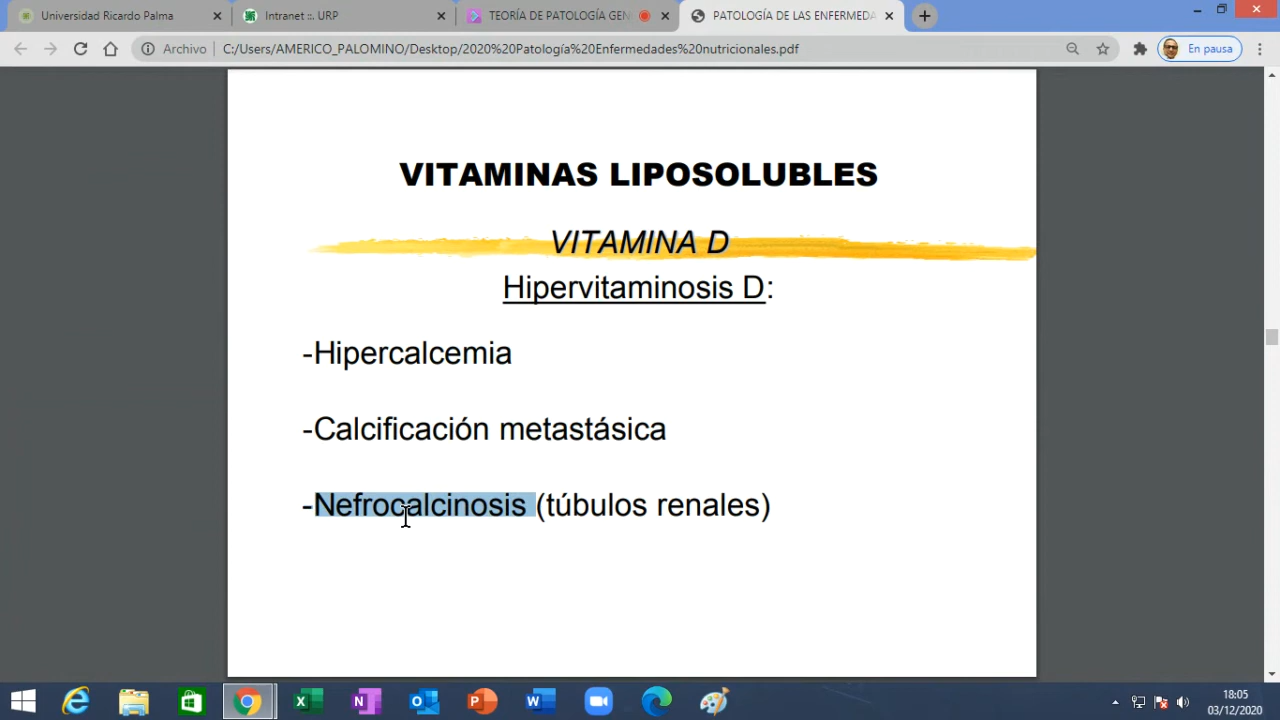 Universidad Ricardo Palma
Intranet ::. URP
TEORÍA DE PATOLOGÍA GEN
PATOLOGÍA DE LAS ENFERMEDA
Archivo
C:/Users/AMERICO_PALOMINO/Desktop/2020%20Patología%20Enfermedades%20nutricionales.pdf
En pausa
VITAMINAS LIPOSOLUBLES
VITAMINA D
Hipervitaminosis D:
-Hipercalcemia
-Calcificación metastásica
-Nefrocalcinosis (túbulos renales)
18:05
03/12/2020